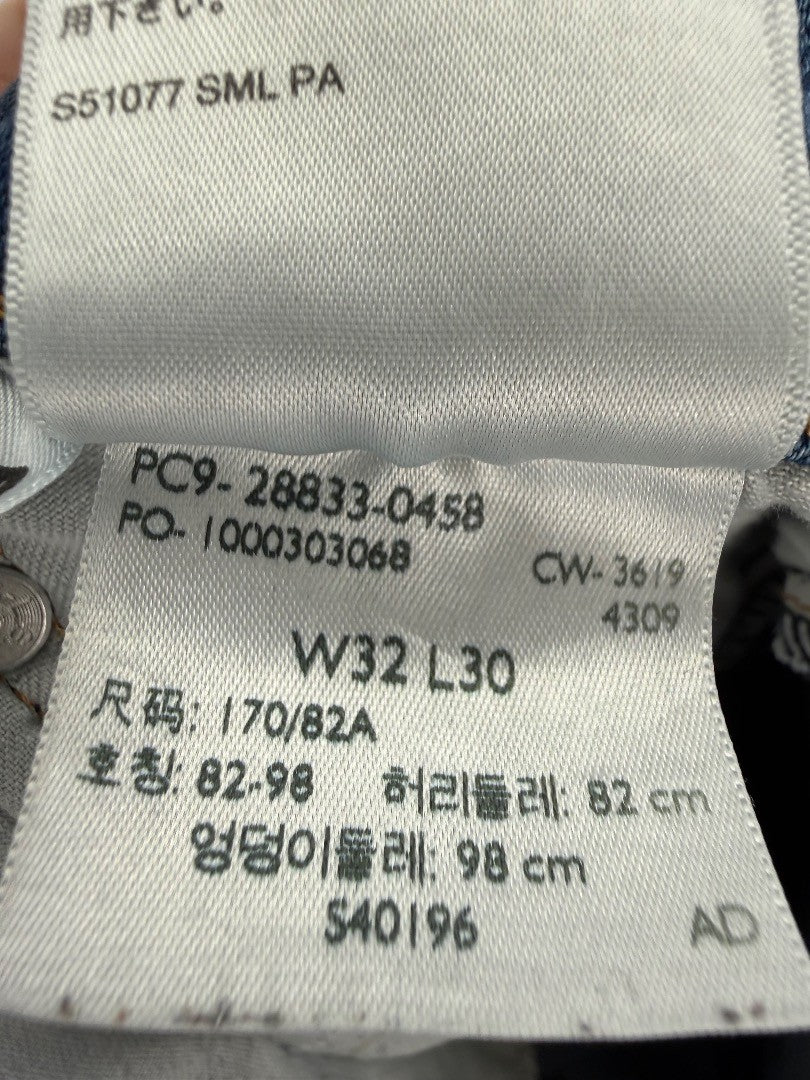 用下さい。
S51077 SML PA
PC9- 28833-0458
PO- 1000303068
CW- 3619
4309
W32 L30
尺码: 170/82A
호칭: 82-98 허리둘레: 82 cm
엉덩이둘레: 98 cm
S40196
AD